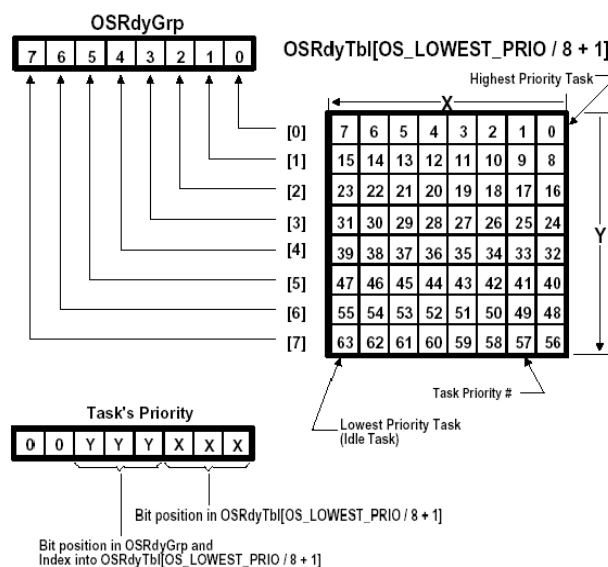 OSRdyGrp
7 6 5 4 3 2 1 0
OSRdyTbl[OS_LOWEST_PRIO / 8 + 1]
Highest Priority Task
X
[0] 7 6 5 4 3 2 1 0
[1] 15 14 13 12 11 10 9 8
[2] 23 22 21 20 19 18 17 16
[3] 31 30 29 28 27 26 25 24
Y
[4] 39 38 37 36 35 34 33 32
[5] 47 46 45 44 43 42 41 40
[6] 55 54 53 52 51 50 49 48
[7] 63 62 61 60 59 58 57 56
Task Priority #
Lowest Priority Task
(Idle Task)
Task's Priority
0 0 Y Y Y X X X
Bit position in OSRdyTbl[OS_LOWEST_PRIO / 8 + 1]
Bit position in OSRdyGrp and
Index into OSRdyTbl[OS_LOWEST_PRIO / 8 + 1]